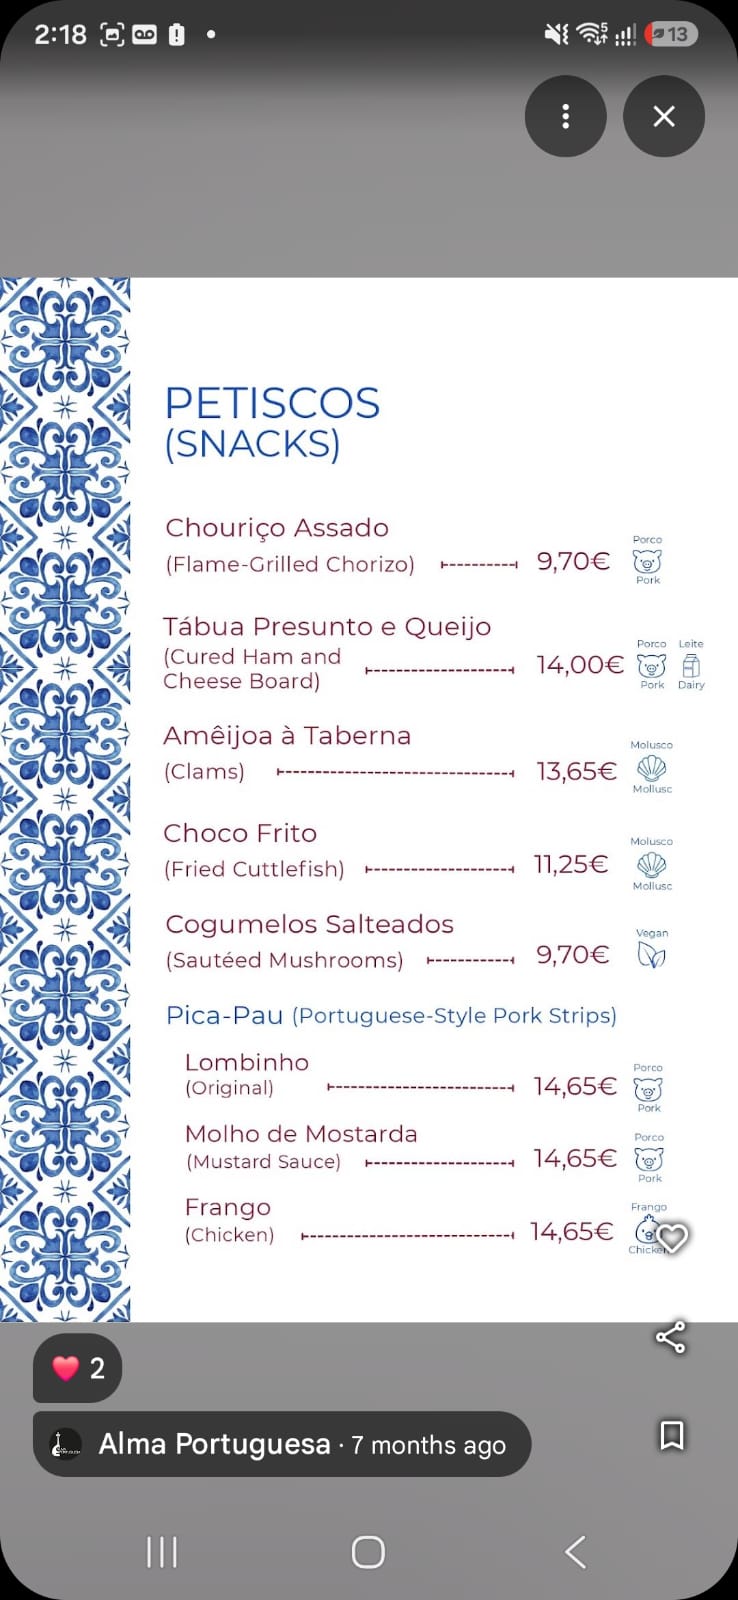 2:18
5
13
PETISCOS
(SNACKS)
Chouriço Assado
(Flame-Grilled Chorizo) 9,70€
Porco
Pork
Tábua Presunto e Queijo
(Cured Ham and
Cheese Board) 14,00€
Porco Leite
Pork Dairy
Amêijoa à Taberna
(Clams) 13,65€
Molusco
Mollusc
Choco Frito
(Fried Cuttlefish) 11,25€
Molusco
Mollusc
Cogumelos Salteados
(Sautéed Mushrooms) 9,70€
Vegan
Pica-Pau (Portuguese-Style Pork Strips)
Lombinho
(Original) 14,65€
Porco
Pork
Molho de Mostarda
(Mustard Sauce) 14,65€
Porco
Pork
Frango
(Chicken) 14,65€
Frango
Chicken
2
Alma Portuguesa · 7 months ago